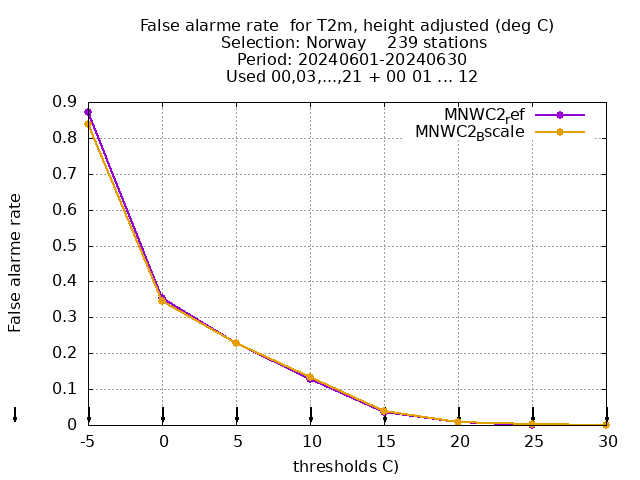 False alarme rate  for T2m, height adjusted (deg C)
Selection: Norway    239 stations
Period: 20240601-20240630
Used 00,03,...,21 + 00 01 ... 12
MNWC2ref
MNWC2Bscale
False alarme rate
0.9
0.8
0.7
0.6
0.5
0.4
0.3
0.2
0.1
0
-5 0 5 10 15 20 25 30
thresholds C)